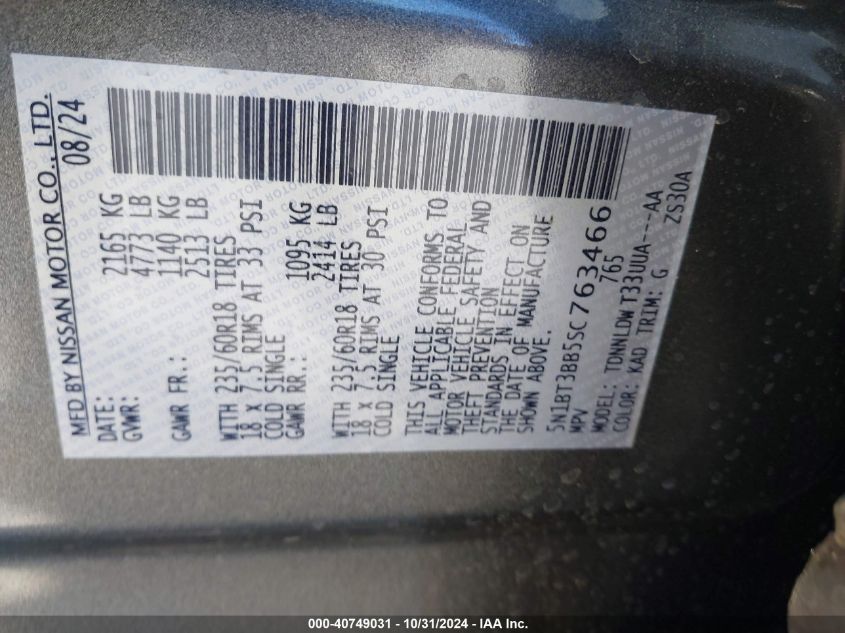 MFD BY NISSAN MOTOR CO., LTD.
DATE: 08/24
GVWR: 2165 KG
4773 LB
GAWR FR.: 1140 KG
2513 LB
WITH 235/60R18 TIRES
18 x 7.5 RIMS AT 33 PSI
COLD SINGLE
GAWR RR.: 1095 KG
2414 LB
WITH 235/60R18 TIRES
18 x 7.5 RIMS AT 30 PSI
COLD SINGLE
THIS VEHICLE CONFORMS TO
ALL APPLICABLE FEDERAL
MOTOR VEHICLE SAFETY AND
THEFT PREVENTION
STANDARDS IN EFFECT ON
THE DATE OF MANUFACTURE
SHOWN ABOVE.
5N1BT3BB5SC763466
MPV 765
MODEL: TDNNLDWT33UUA---AA
COLOR: KAD TRIM: G ZS30A
000-40749031 - 10/31/2024 - IAA Inc.